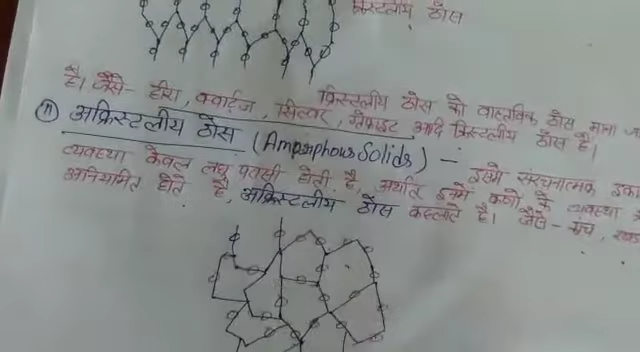 क्रिस्टलीय ठोस
क्रिस्टलीय ठोस को वास्तविक ठोस माना
है। जैसे- हीरा, क्वार्ट्ज, सिल्वर, ग्रेफाइट आदि क्रिस्टलीय ठोस है।
(II) अक्रिस्टलीय ठोस (Amporphous Solids) –
इनमें संरचनात्मक
व्यवस्था केवल लघु परासी होती है, अर्थात् इनमें कणों के व्यवस्था
अनियमित होते है, अक्रिस्टलीय ठोस कहलाते है। जैसे-